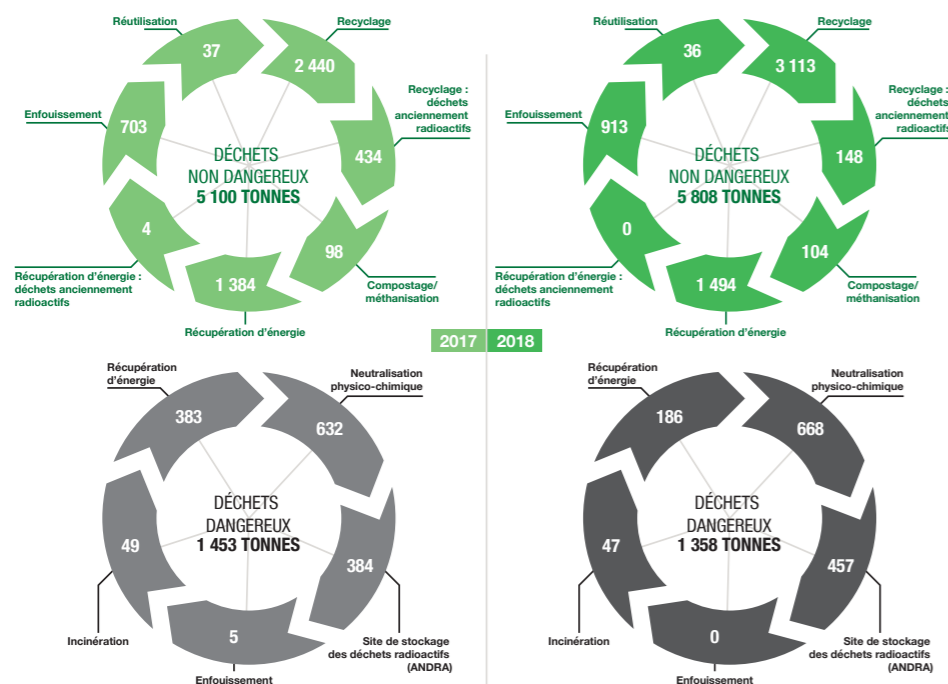 Réutilisation
37
Recyclage
2 440
Recyclage :
déchets
anciennement
radioactifs
434
Enfouissement
703
DÉCHETS
NON DANGEREUX
5 100 TONNES
4
98
Récupération d'énergie :
déchets anciennement
radioactifs
1 384
Compostage/
méthanisation
Récupération d'énergie
Réutilisation
36
Recyclage
3 113
Recyclage :
déchets
anciennement
radioactifs
148
Enfouissement
913
DÉCHETS
NON DANGEREUX
5 808 TONNES
0
104
Récupération d'énergie :
déchets anciennement
radioactifs
1 494
Compostage/
méthanisation
Récupération d'énergie
2017
2018
Récupération
d'énergie
383
Neutralisation
physico-chimique
632
DÉCHETS
DANGEREUX
1 453 TONNES
49
384
Incinération
5
Site de stockage
des déchets radioactifs
(ANDRA)
Enfouissement
Récupération
d'énergie
186
Neutralisation
physico-chimique
668
DÉCHETS
DANGEREUX
1 358 TONNES
47
457
Incinération
0
Site de stockage
des déchets radioactifs
(ANDRA)
Enfouissement